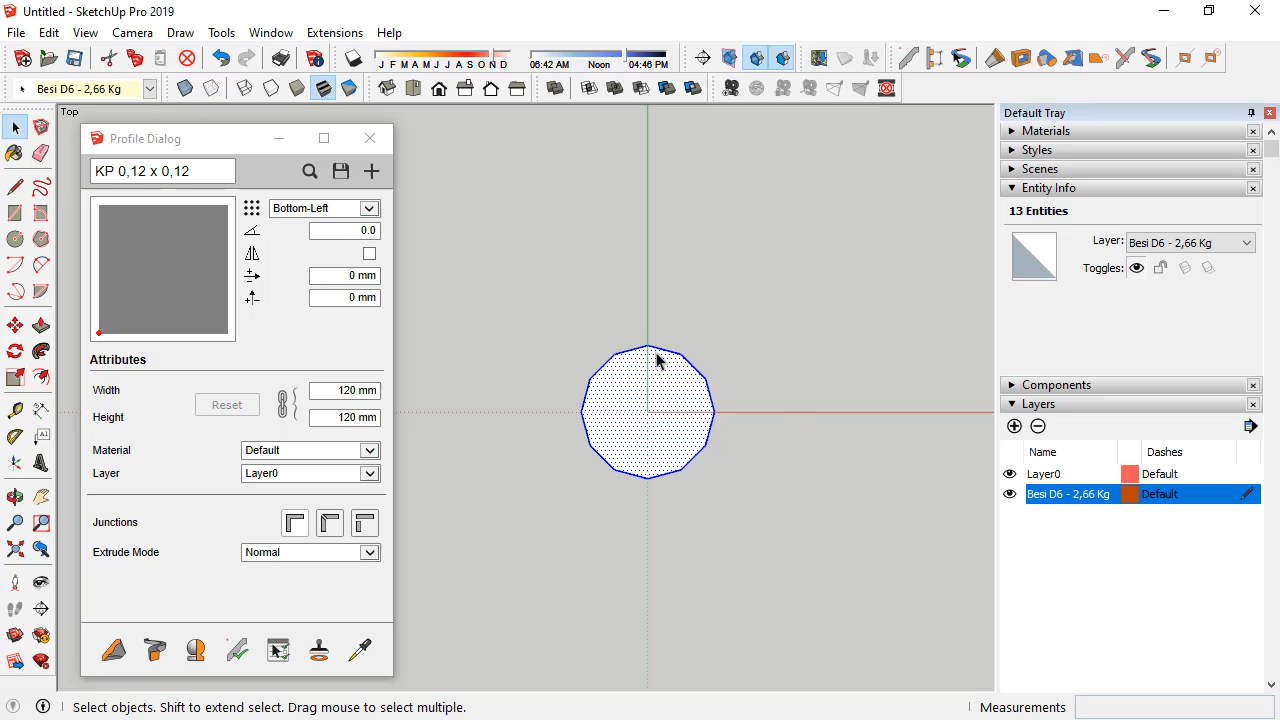 Untitled - SketchUp Pro 2019
File Edit View Camera Draw Tools Window Extensions Help
J F M A M J J A S O N D
06:42 AM Noon 04:46 PM
Besi D6 - 2,66 Kg
Top
Profile Dialog
KP 0,12 x 0,12
Bottom-Left
0.0
0 mm
0 mm
Attributes
Width 120 mm
Reset
Height 120 mm
Material Default
Layer Layer0
Junctions
Extrude Mode Normal
Default Tray
Materials
Styles
Scenes
Entity Info
13 Entities
Layer: Besi D6 - 2,66 Kg
Toggles:
Components
Layers
Name Dashes
Layer0 Default
Besi D6 - 2,66 Kg Default
Select objects. Shift to extend select. Drag mouse to select multiple.
Measurements